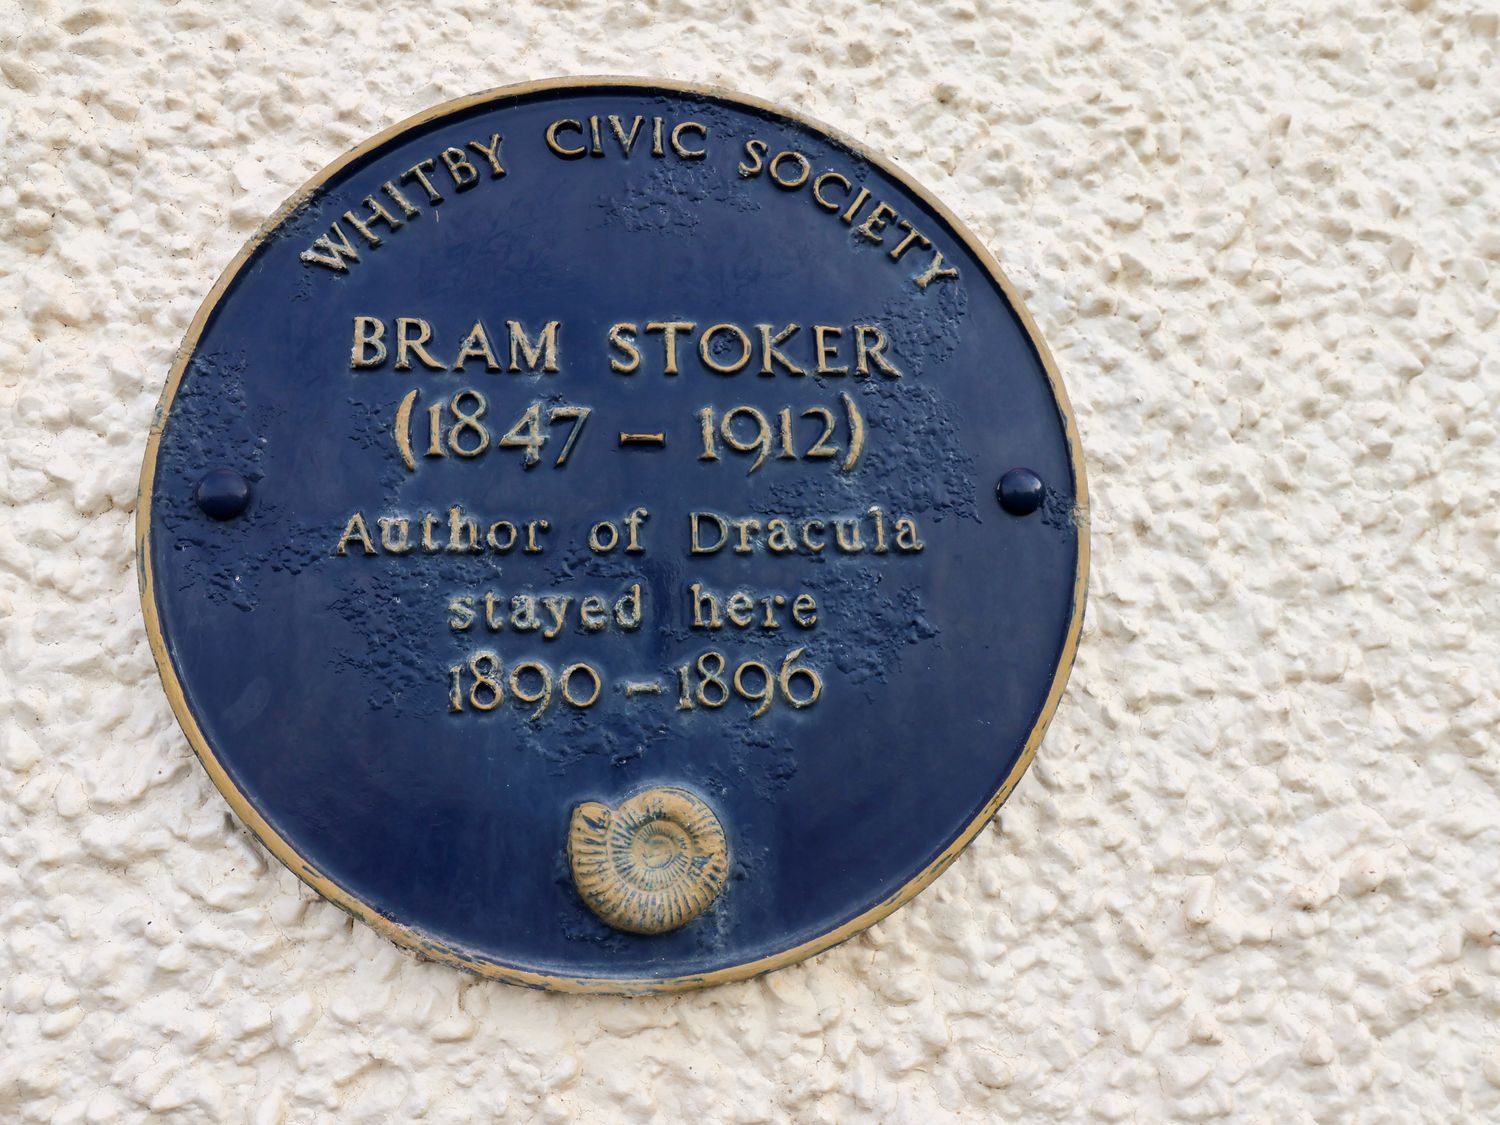 WHITBY CIVIC SOCIETY
BRAM STOKER
(1847 – 1912)
Author of Dracula
stayed here
1890 – 1896